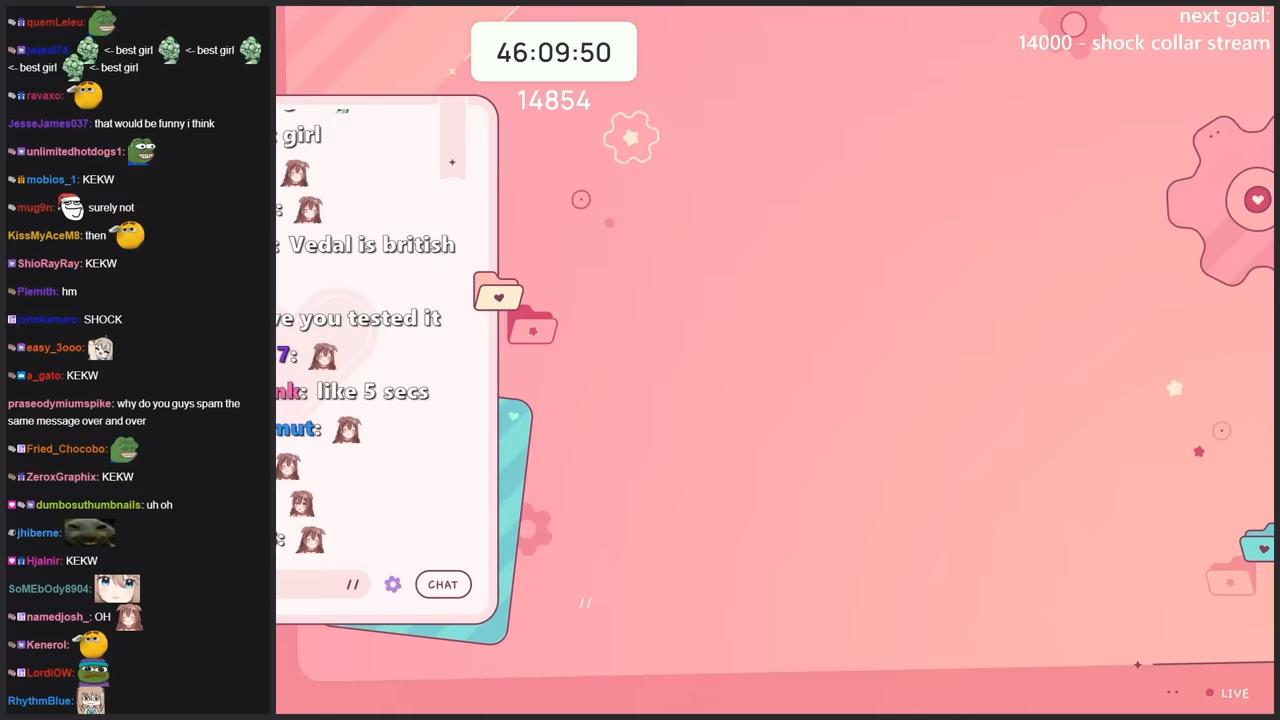 quemLeleu:
<- best girl <- best girl
<- best girl <- best girl
ravaxo:
JesseJames037: that would be funny i think
unlimitedhotdogs1:
mobios_1: KEKW
mug9n: surely not
KissMyAceM8: then
ShioRayRay: KEKW
Plemith: hm
johnkamero: SHOCK
easy_3ooo:
a_gato: KEKW
praseodymiumspike: why do you guys spam the
same message over and over
Fried_Chocobo:
ZeroxGraphix: KEKW
dumbosuthumbnails: uh oh
jhiberne:
Hjalnir: KEKW
SoMEbOdy8904:
namedjosh_: OH
Kenerol:
LordiOW:
RhythmBlue:
46:09:50
14854
next goal:
14000 - shock collar stream
girl
:
: Vedal is british
ve you tested it
7:
nk: like 5 secs
mut:
:
//
CHAT
//
LIVE